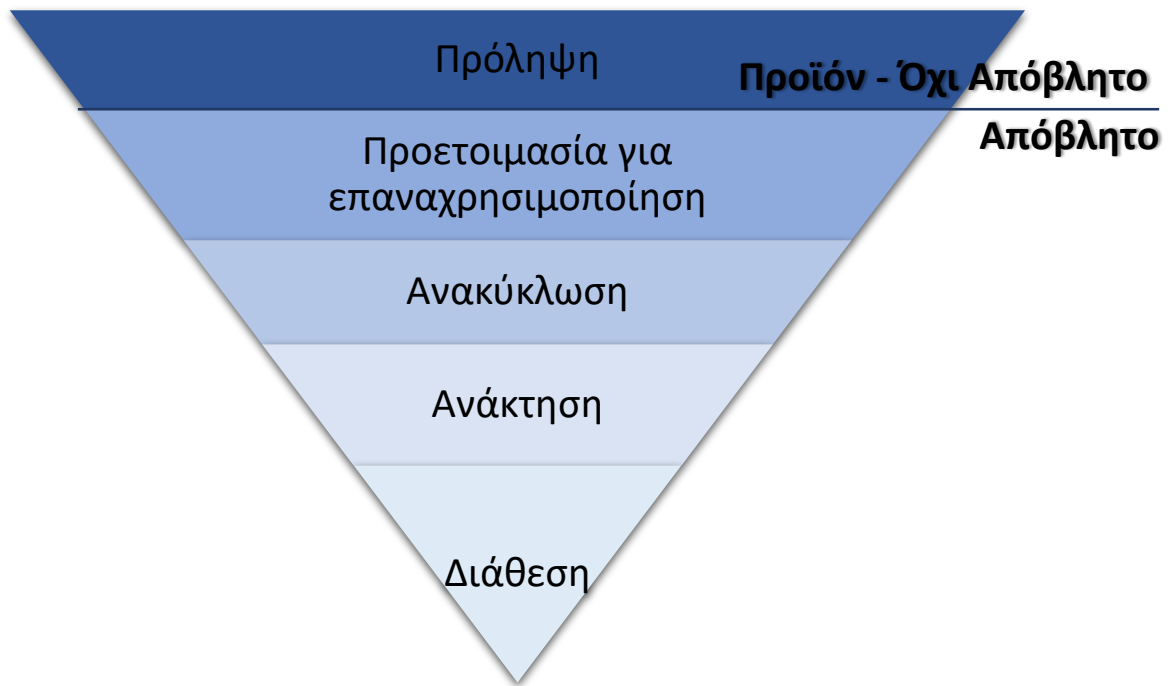 Πρόληψη
Προϊόν - Όχι Απόβλητο
Απόβλητο
Προετοιμασία για
επαναχρησιμοποίηση
Ανακύκλωση
Ανάκτηση
Διάθεση